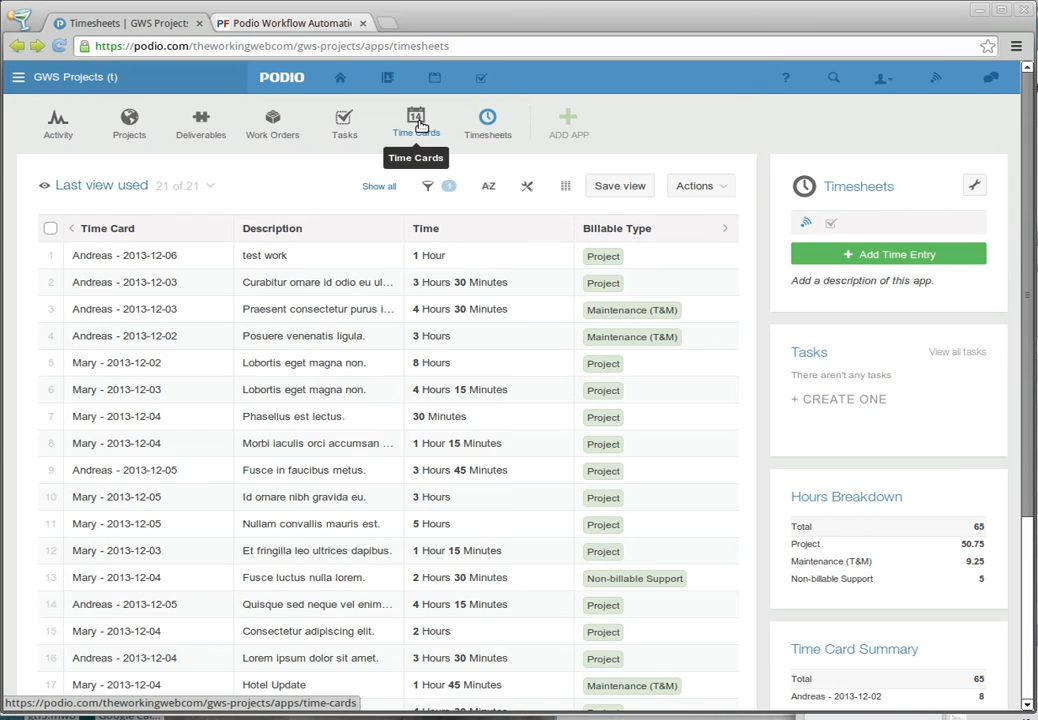 Timesheets | GWS Project
PF Podio Workflow Automati
https://podio.com/theworkingwebcom/gws-projects/apps/timesheets
GWS Projects (t)
PODIO
?
Activity
Projects
Deliverables
Work Orders
Tasks
14
Time Cards
Timesheets
ADD APP
Time Cards
Last view used 21 of 21
Show all
1
A-Z
Save view
Actions
Time Card Description Time Billable Type
1 Andreas - 2013-12-06 test work 1 Hour Project
2 Andreas - 2013-12-03 Curabitur ornare id odio eu ul... 3 Hours 30 Minutes Project
3 Andreas - 2013-12-03 Praesent consectetur purus i... 4 Hours 30 Minutes Maintenance (T&M)
4 Andreas - 2013-12-02 Posuere venenatis ligula. 3 Hours Maintenance (T&M)
5 Mary - 2013-12-02 Lobortis eget magna non. 8 Hours Project
6 Mary - 2013-12-03 Lobortis eget magna non. 4 Hours 15 Minutes Project
7 Mary - 2013-12-04 Phasellus est lectus. 30 Minutes Project
8 Mary - 2013-12-04 Morbi iaculis orci accumsan ... 1 Hour 15 Minutes Project
9 Andreas - 2013-12-05 Fusce in faucibus metus. 3 Hours 45 Minutes Project
10 Mary - 2013-12-05 Id ornare nibh gravida eu. 3 Hours Project
11 Mary - 2013-12-05 Nullam convallis mauris est. 5 Hours Project
12 Mary - 2013-12-03 Et fringilla leo ultrices dapibus. 1 Hour 15 Minutes Project
13 Mary - 2013-12-04 Fusce luctus nulla lorem. 2 Hours 30 Minutes Non-billable Support
14 Andreas - 2013-12-05 Quisque sed neque vel enim... 4 Hours 15 Minutes Project
15 Mary - 2013-12-04 Consectetur adipiscing elit. 2 Hours Project
16 Andreas - 2013-12-04 Lorem ipsum dolor sit amet. 3 Hours 30 Minutes Project
17 Mary - 2013-12-04 Hotel Update 1 Hour 45 Minutes Maintenance (T&M)
Timesheets
+ Add Time Entry
Add a description of this app.
Tasks View all tasks
There aren't any tasks
+ CREATE ONE
Hours Breakdown
Total 65
Project 50.75
Maintenance (T&M) 9.25
Non-billable Support 5
Time Card Summary
Total 65
Andreas - 2013-12-02 8
https://podio.com/theworkingwebcom/gws-projects/apps/time-cards